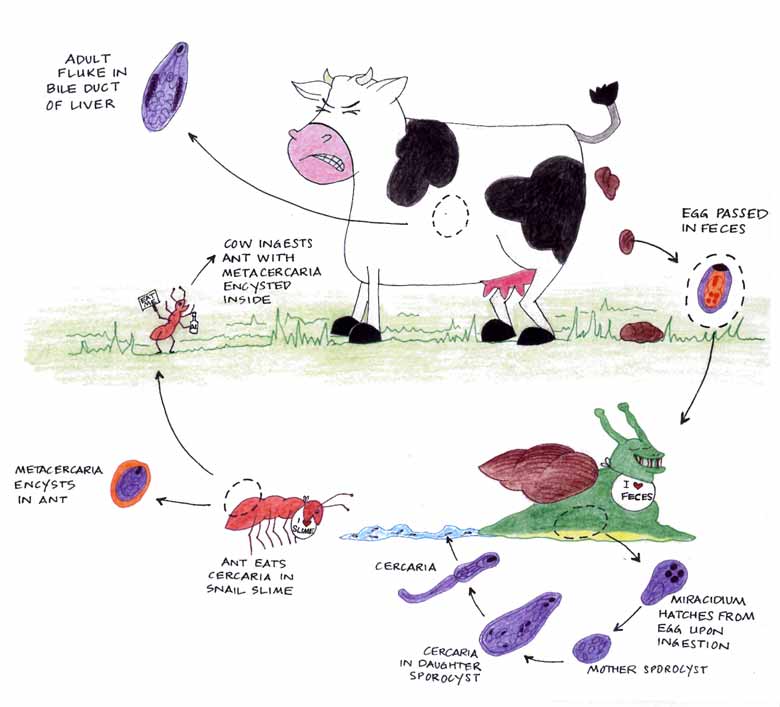 ADULT
FLUKE IN
BILE DUCT
OF LIVER
EGG PASSED
IN FECES
COW INGESTS
ANT WITH
METACERCARIA
ENCYSTED
INSIDE
EAT
ME
I ♥
FECES
METACERCARIA
ENCYSTS
IN ANT
I ♥
SLIME
ANT EATS
CERCARIA IN
SNAIL SLIME
CERCARIA
MIRACIDIUM
HATCHES FROM
EGG UPON
INGESTION
MOTHER SPOROCYST
CERCARIA
IN DAUGHTER
SPOROCYST